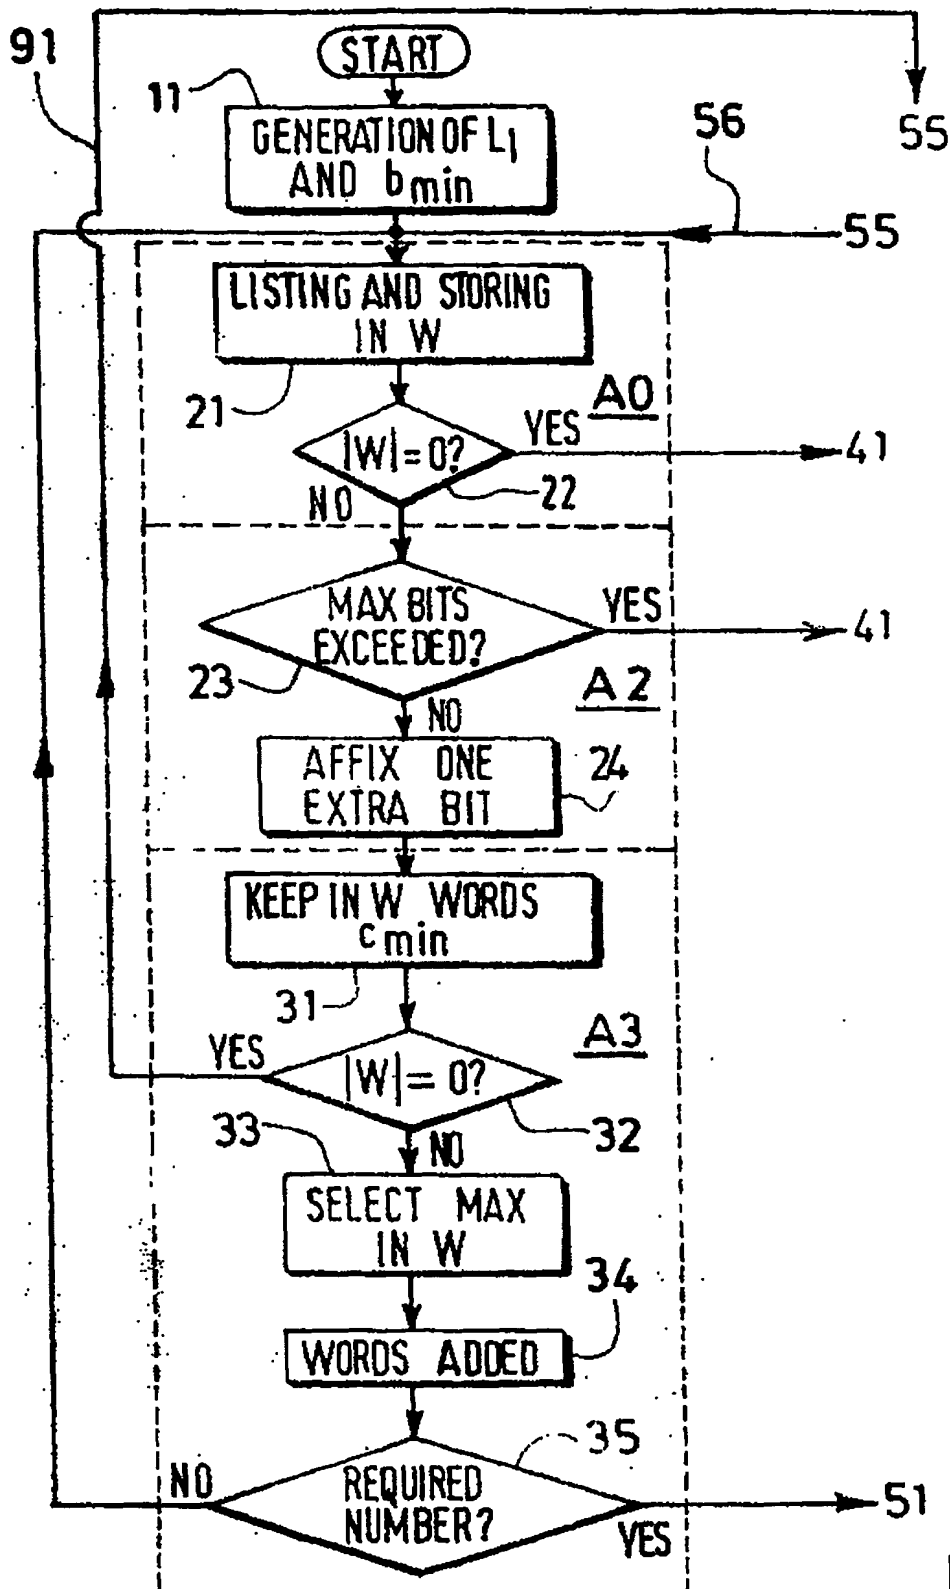 91
START
55
11
GENERATION OF L1
AND bmin
56
55
LISTING AND STORING
IN W
21
A0
|W|=0?
YES
41
22
NO
MAX BITS
EXCEEDED?
YES
41
23
A2
NO
AFFIX ONE
EXTRA BIT
24
KEEP IN W WORDS
cmin
31
A3
YES
|W|=0?
33
32
NO
SELECT MAX
IN W
34
WORDS ADDED
35
NO
REQUIRED
NUMBER?
51
YES